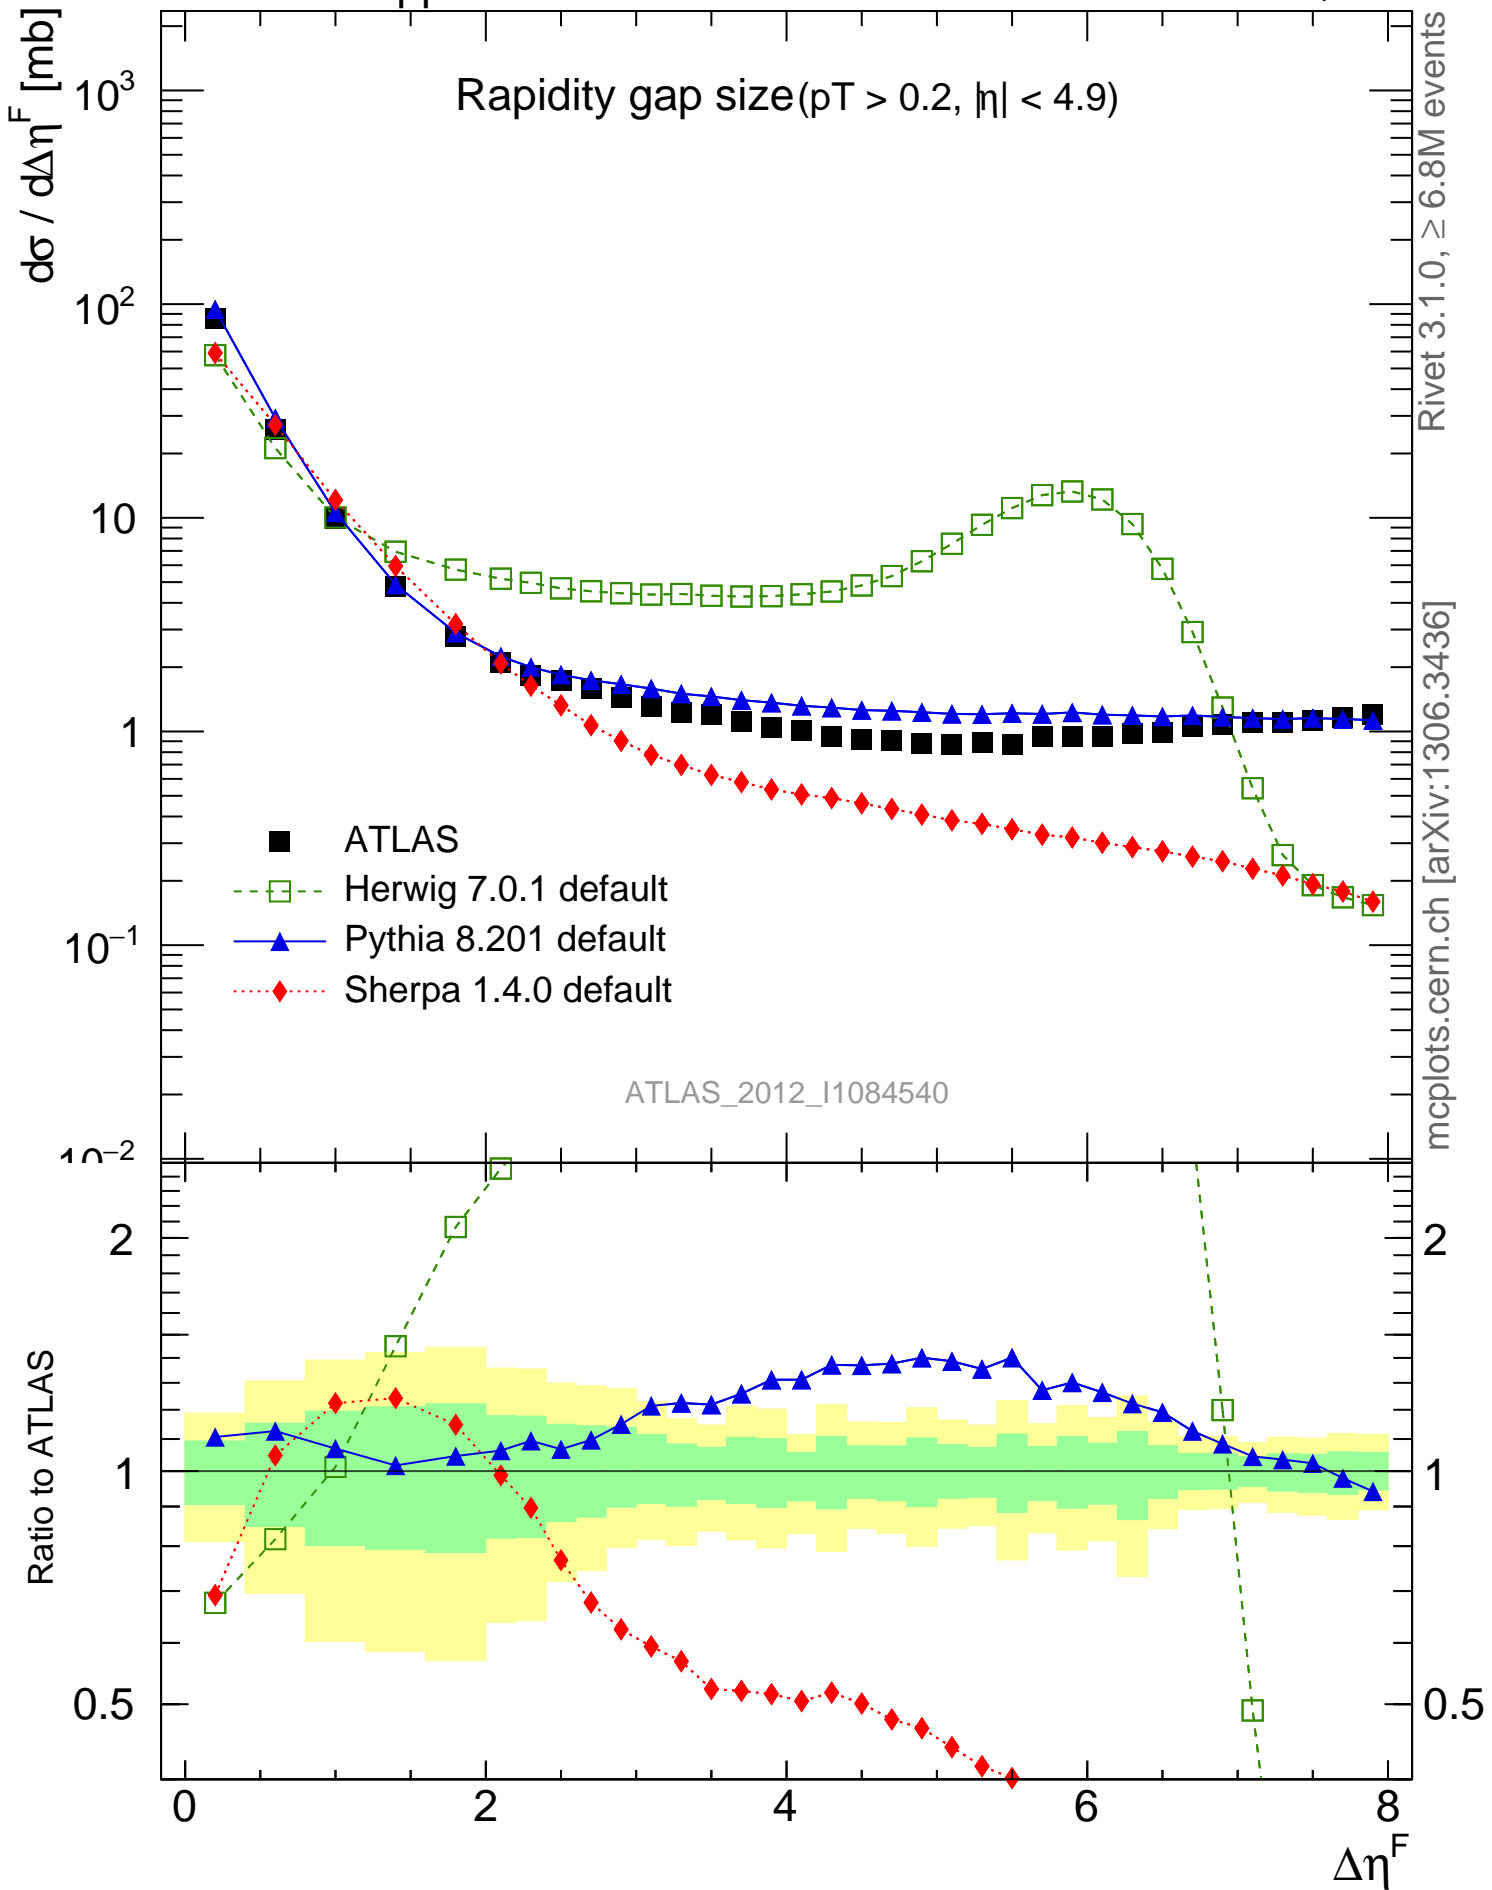 Rapidity gap size (pT > 0.2, |η| < 4.9)
dσ / dΔη^F [mb]
10^3
10^2
10
1
10^−1
10^−2
ATLAS
Herwig 7.0.1 default
Pythia 8.201 default
Sherpa 1.4.0 default
ATLAS_2012_I1084540
Rivet 3.1.0, ≥ 6.8M events
mcplots.cern.ch [arXiv:1306.3436]
Ratio to ATLAS
2
1
0.5
2
1
0.5
0 2 4 6 8
Δη^F